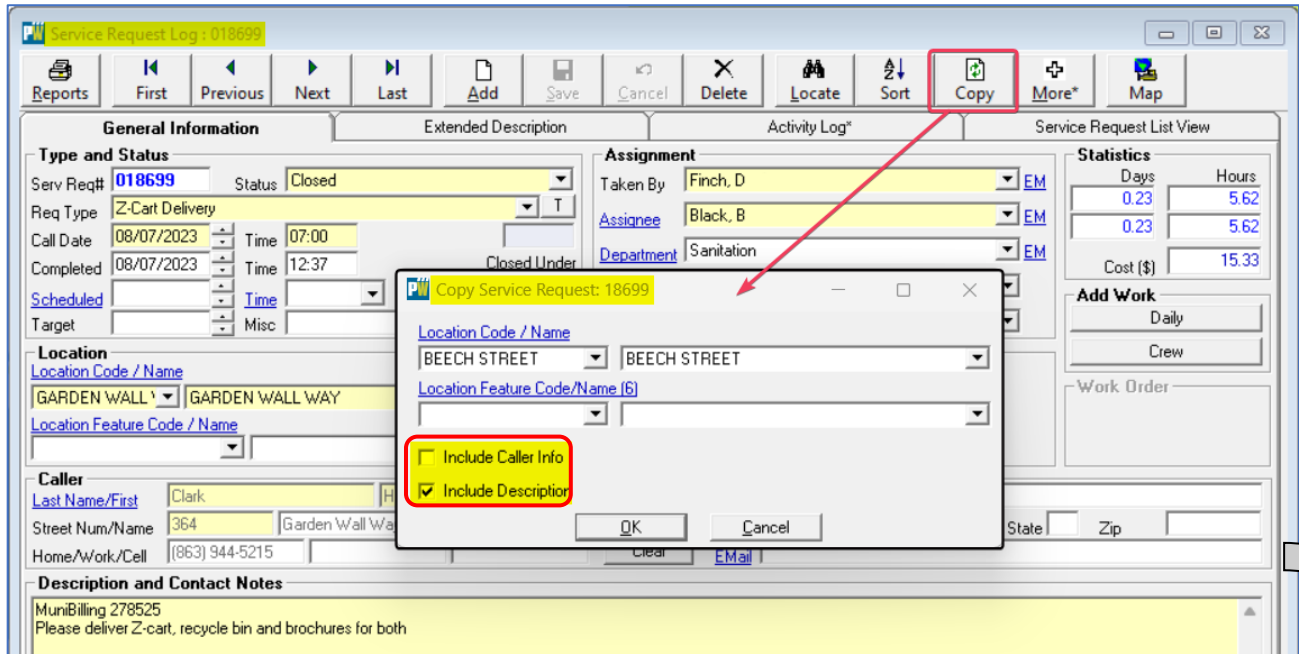 PW Service Request Log : 018699
Reports First Previous Next Last Add Save Cancel Delete Locate Sort Copy More* Map
General Information Extended Description Activity Log* Service Request List View
Type and Status
Serv Req# 018699 Status Closed
Req Type Z-Cart Delivery T
Call Date 08/07/2023 Time 07:00
Completed 08/07/2023 Time 12:37 Closed Under
Scheduled Time
Target Misc
Assignment
Taken By Finch, D EM
Assignee Black, B EM
Department Sanitation EM
Statistics
Days Hours
0.23 5.62
0.23 5.62
Cost ($) 15.33
Add Work
Daily
Crew
Work Order
Location
Location Code / Name
GARDEN WALL GARDEN WALL WAY
Location Feature Code / Name
PW Copy Service Request: 18699
Location Code / Name
BEECH STREET BEECH STREET
Location Feature Code/Name (6)
Include Caller Info
Include Description
OK Cancel
Caller
Last Name/First Clark H
Street Num/Name 364 Garden Wall Wa State Zip
Home/Work/Cell (863) 944-5215 Clear EMail
Description and Contact Notes
MuniBilling 278525
Please deliver Z-cart, recycle bin and brochures for both